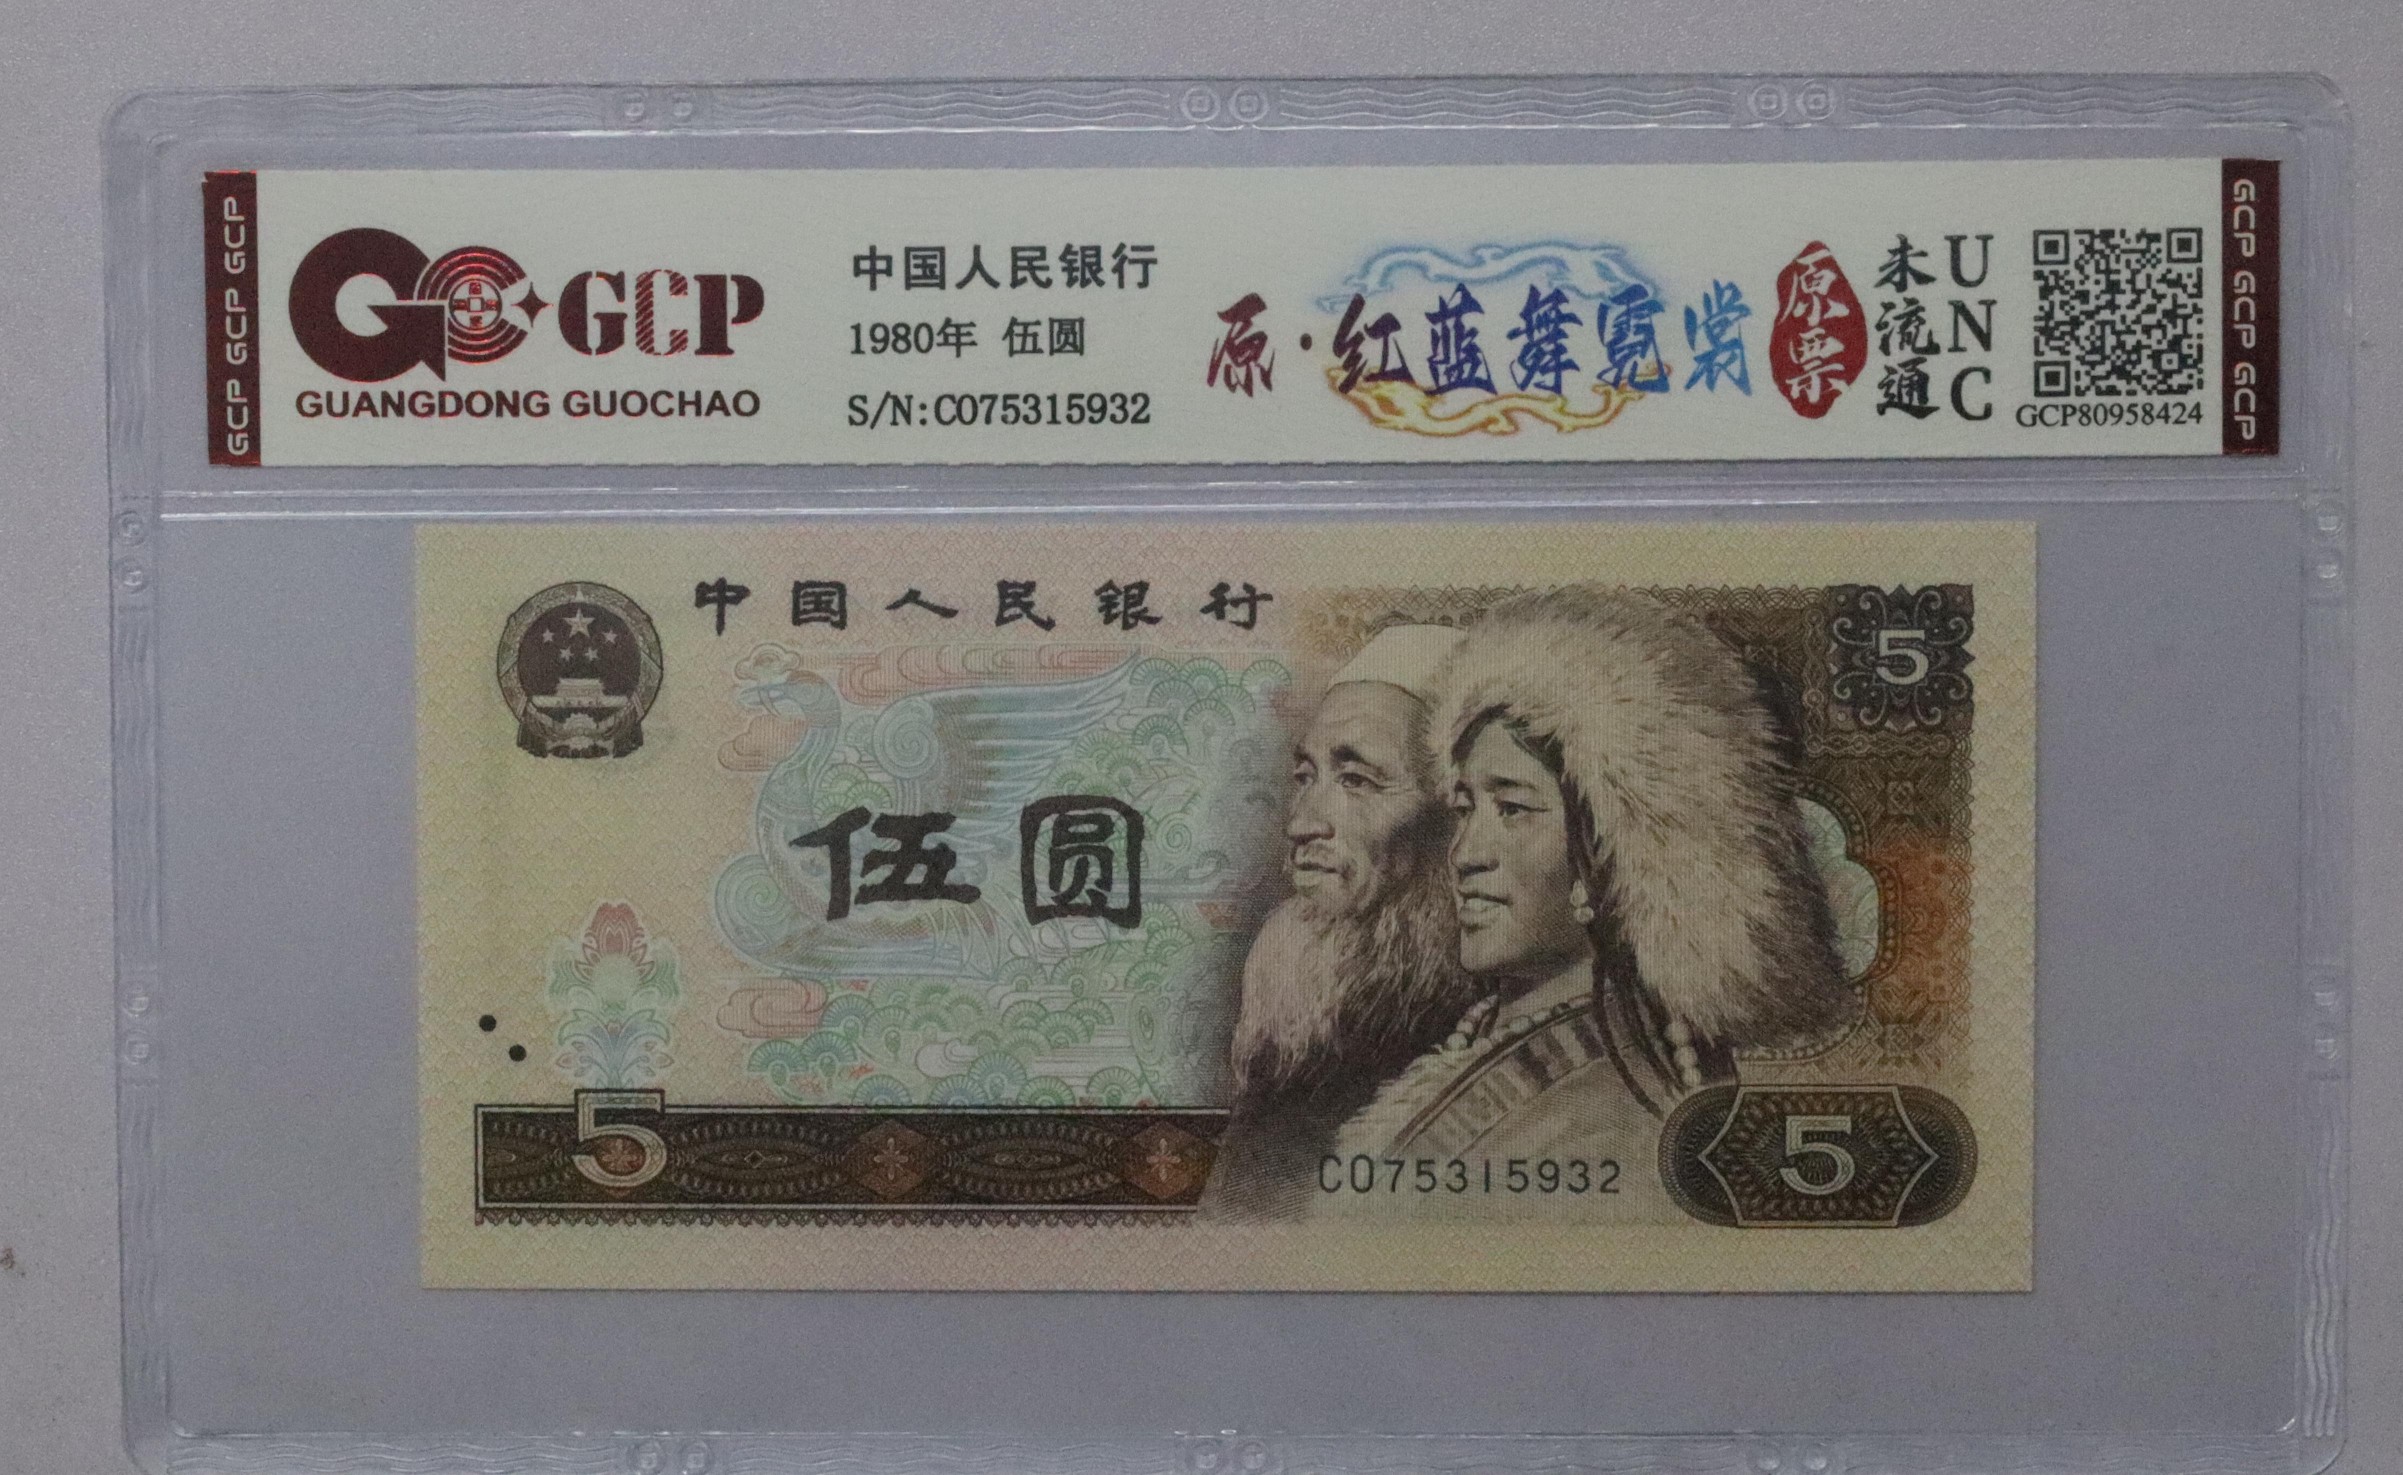 GCP GCP GCP
GCP
GUANGDONG GUOCHAO
中国人民银行
1980年 伍圆
S/N:C075315932
原·红蓝舞霓裳
原票
未流通
UNC
GCP80958424
GCP GCP GCP
中国人民银行
5
伍圆
5
C075315932
5